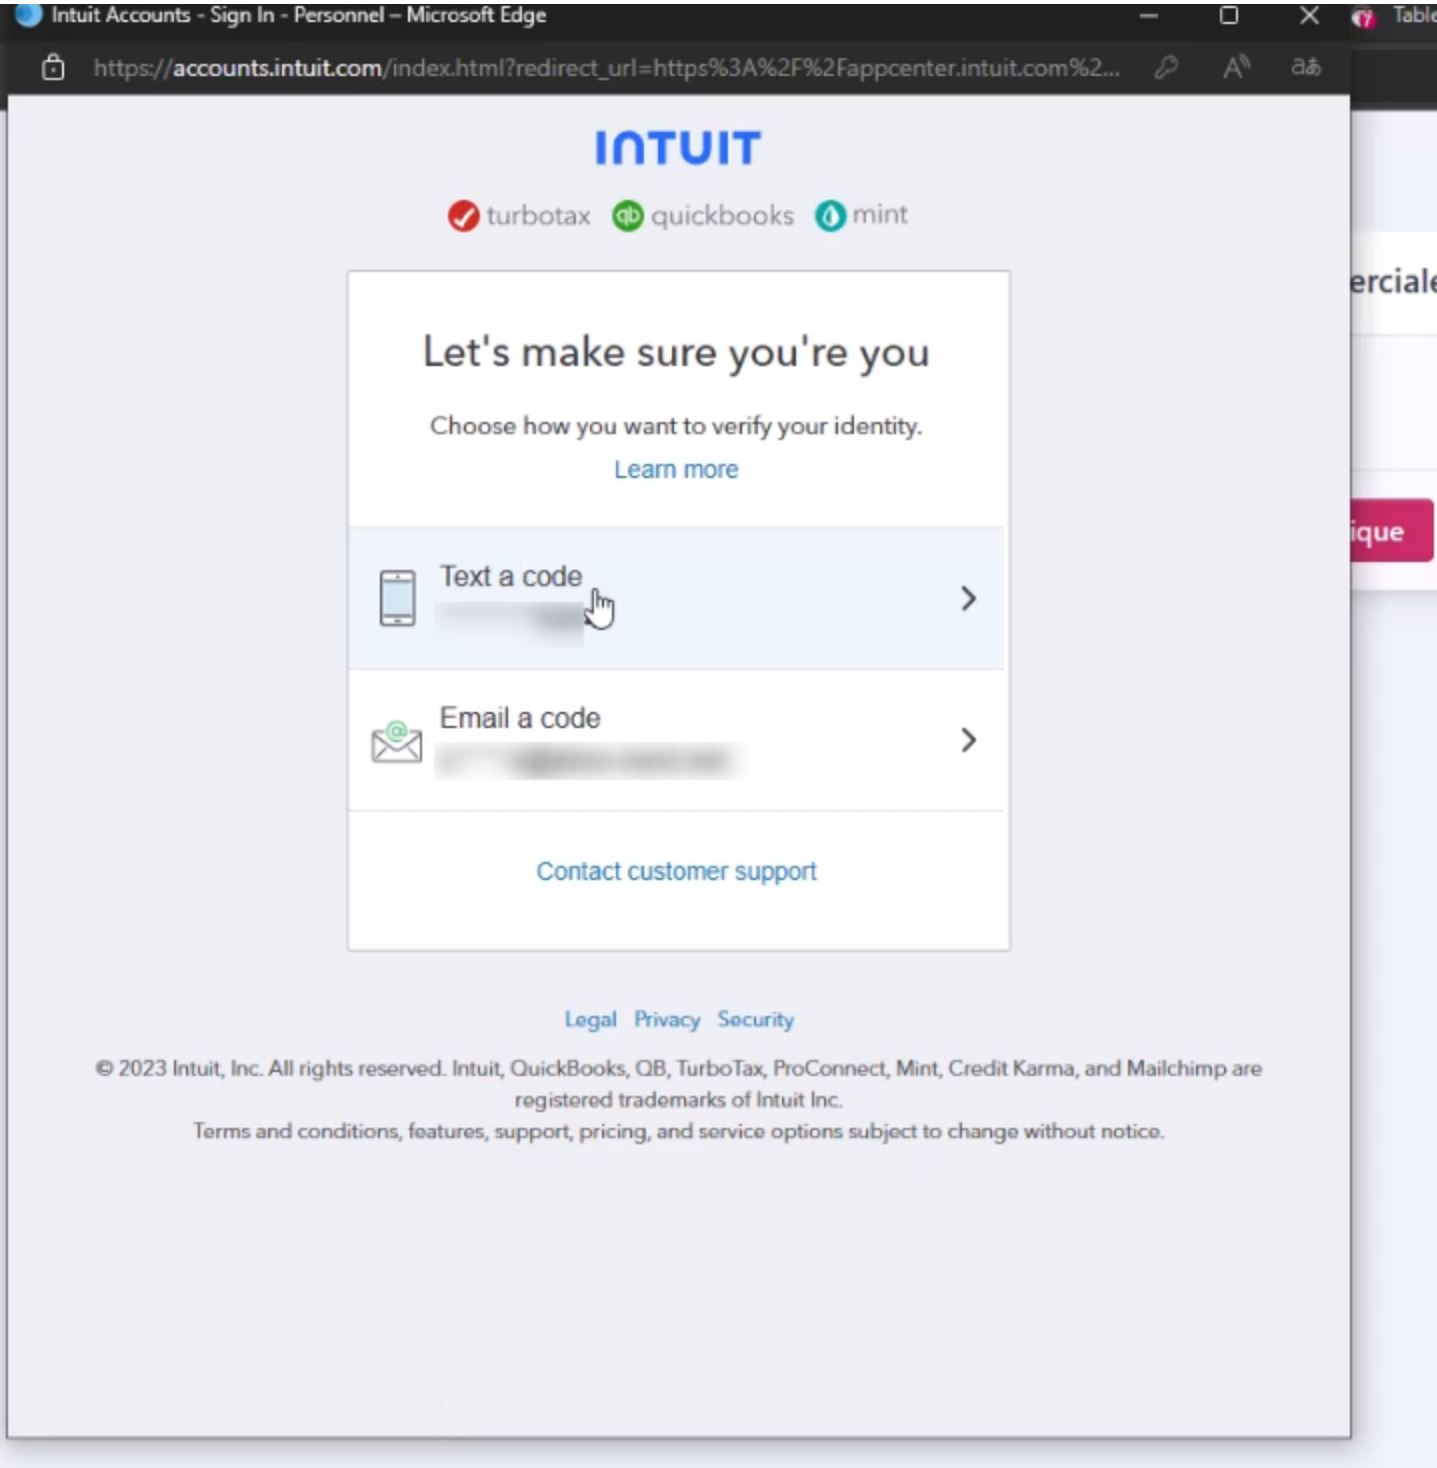 Intuit Accounts - Sign In - Personnel – Microsoft Edge
Table
https://accounts.intuit.com/index.html?redirect_url=https%3A%2F%2Fappcenter.intuit.com%2...
INTUIT
turbotax quickbooks mint
erciale
Let's make sure you're you
Choose how you want to verify your identity.
Learn more
ique
Text a code
Email a code
Contact customer support
Legal Privacy Security
© 2023 Intuit, Inc. All rights reserved. Intuit, QuickBooks, QB, TurboTax, ProConnect, Mint, Credit Karma, and Mailchimp are
registered trademarks of Intuit Inc.
Terms and conditions, features, support, pricing, and service options subject to change without notice.